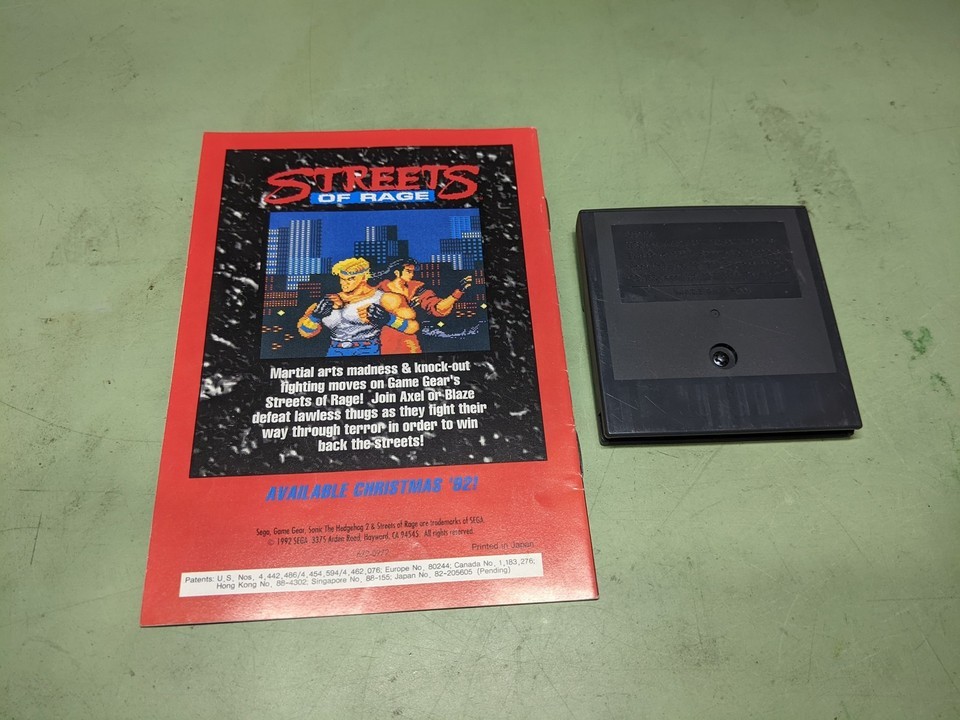 STREETS
OF RAGE
Martial arts madness & knock-out
fighting moves on Game Gear's
Streets of Rage! Join Axel or Blaze
defeat lawless thugs as they fight their
way through terror in order to win
back the streets!
AVAILABLE CHRISTMAS '92!
Sega, Game Gear, Sonic The Hedgehog 2 & Streets of Rage are trademarks of SEGA.
© 1992 SEGA 3375 Arden Road, Hayward, CA 94545. All rights reserved.
Printed in Japan
Patents: U.S. Nos. 4,442,486/4,454,594/4,462,076; Europe No. 80244; Canada No. 1,183,276;
Hong Kong No. 88-4302; Singapore No. 88-155; Japan No. 82-205605 (Pending)